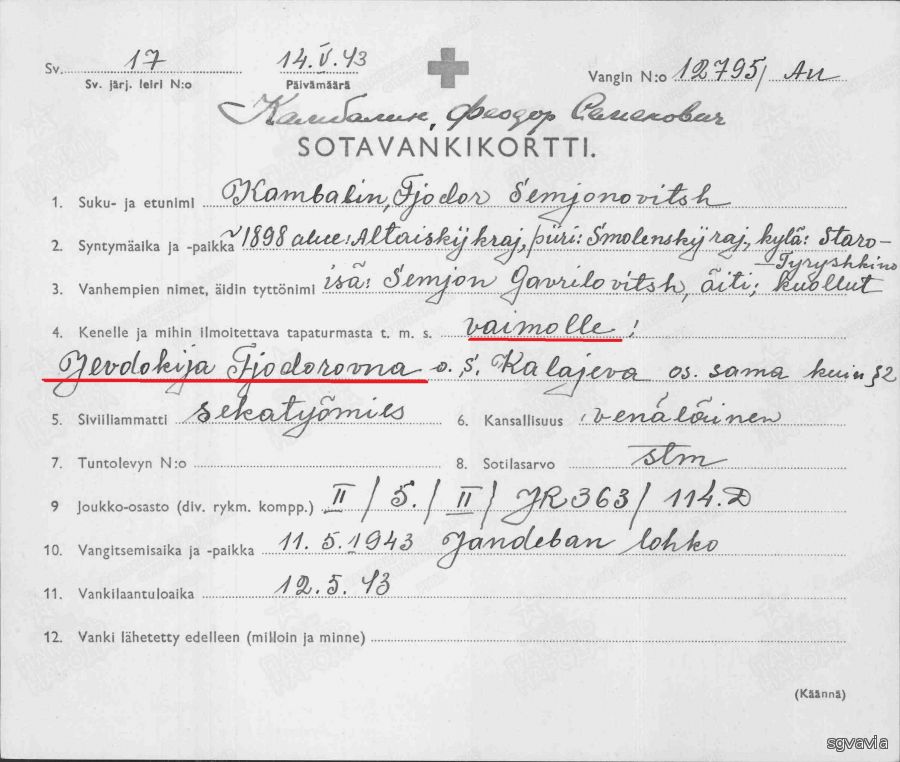 Sv. 17 14.V.43 Vangin N:o 12795/ Au
Sv. järj. leiri N:o Päivämäärä
Камбалин, Феодор Семенович
SOTAVANKIKORTTI.
1. Suku- ja etunimi Kambalin, Fjodor Semjonovitsh
2. Syntymäaika ja -paikka ~1898 alue: Altaiskij kraj, piiri: Smolenskij raj., kylä: Staro-
—Tyryshkino
3. Vanhempien nimet, äidin tyttönimi isä: Semjon Gavrilovitsh, äiti; kuollut
4. Kenelle ja mihin ilmoitettava tapaturmasta t. m. s. vaimolle:
Jevdokija Fjodorovna o. s. Kalajeva os. sama kuin §2
5. Siviiliammatti sekatyömies 6. Kansallisuus venäläinen
7. Tuntolevyn N:o 8. Sotilasarvo stm
9 Joukko-osasto (div. rykm. kompp.) II / 5. / II / JR 363 / 114. D
10. Vangitsemisaika ja -paikka 11. 5. 1943 Jandeban lohko
11. Vankilaantuloaika 12. 5. 43
12. Vanki lähetetty edelleen (milloin ja minne)
(Käännä)
sgvavia